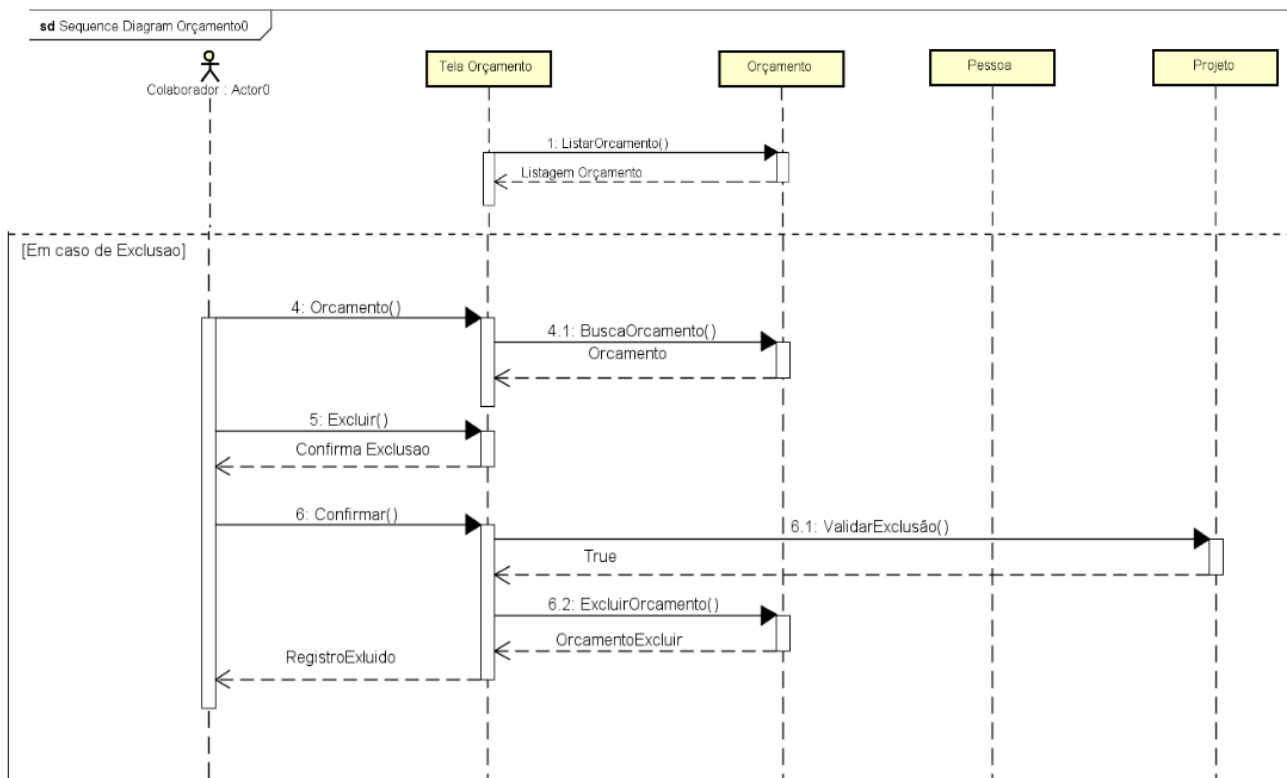 sd Sequence Diagram Orçamento0
Colaborador : Actor0
Tela Orçamento
Orçamento
Pessoa
Projeto
1: ListarOrcamento()
Listagem Orçamento
[Em caso de Exclusao]
4: Orcamento()
4.1: BuscaOrcamento()
Orcamento
5: Excluir()
Confirma Exclusao
6: Confirmar()
6.1: ValidarExclusão()
True
6.2: ExcluirOrcamento()
OrcamentoExcluir
RegistroExluido